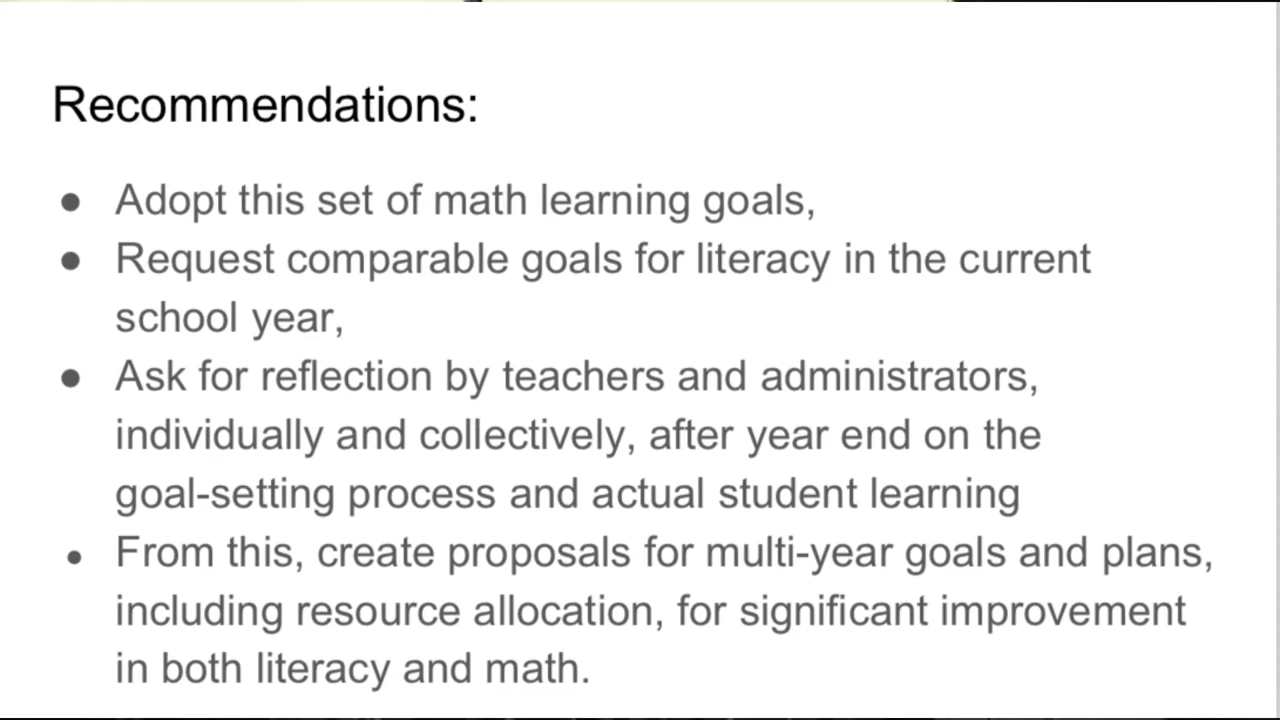 Recommendations:
● Adopt this set of math learning goals,
● Request comparable goals for literacy in the current
school year,
● Ask for reflection by teachers and administrators,
individually and collectively, after year end on the
goal-setting process and actual student learning
● From this, create proposals for multi-year goals and plans,
including resource allocation, for significant improvement
in both literacy and math.